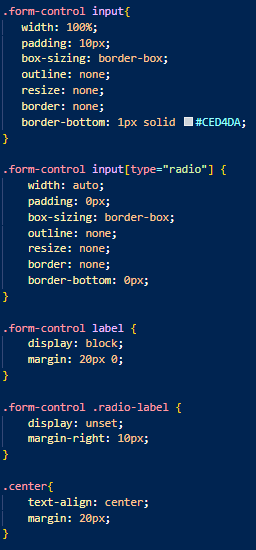 .form-control input{
width: 100%;
padding: 10px;
box-sizing: border-box;
outline: none;
resize: none;
border: none;
border-bottom: 1px solid #CED4DA;
}
.form-control input[type="radio"] {
width: auto;
padding: 0px;
box-sizing: border-box;
outline: none;
resize: none;
border: none;
border-bottom: 0px;
}
.form-control label {
display: block;
margin: 20px 0;
}
.form-control .radio-label {
display: unset;
margin-right: 10px;
}
.center{
text-align: center;
margin: 20px;
}